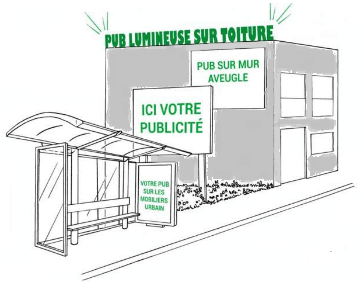 PUB LUMINEUSE SUR TOITURE
PUB SUR MUR
AVEUGLE
ICI VOTRE
PUBLICITÉ
VOTRE PUB
SUR LES
MOBILIERS
URBAIN